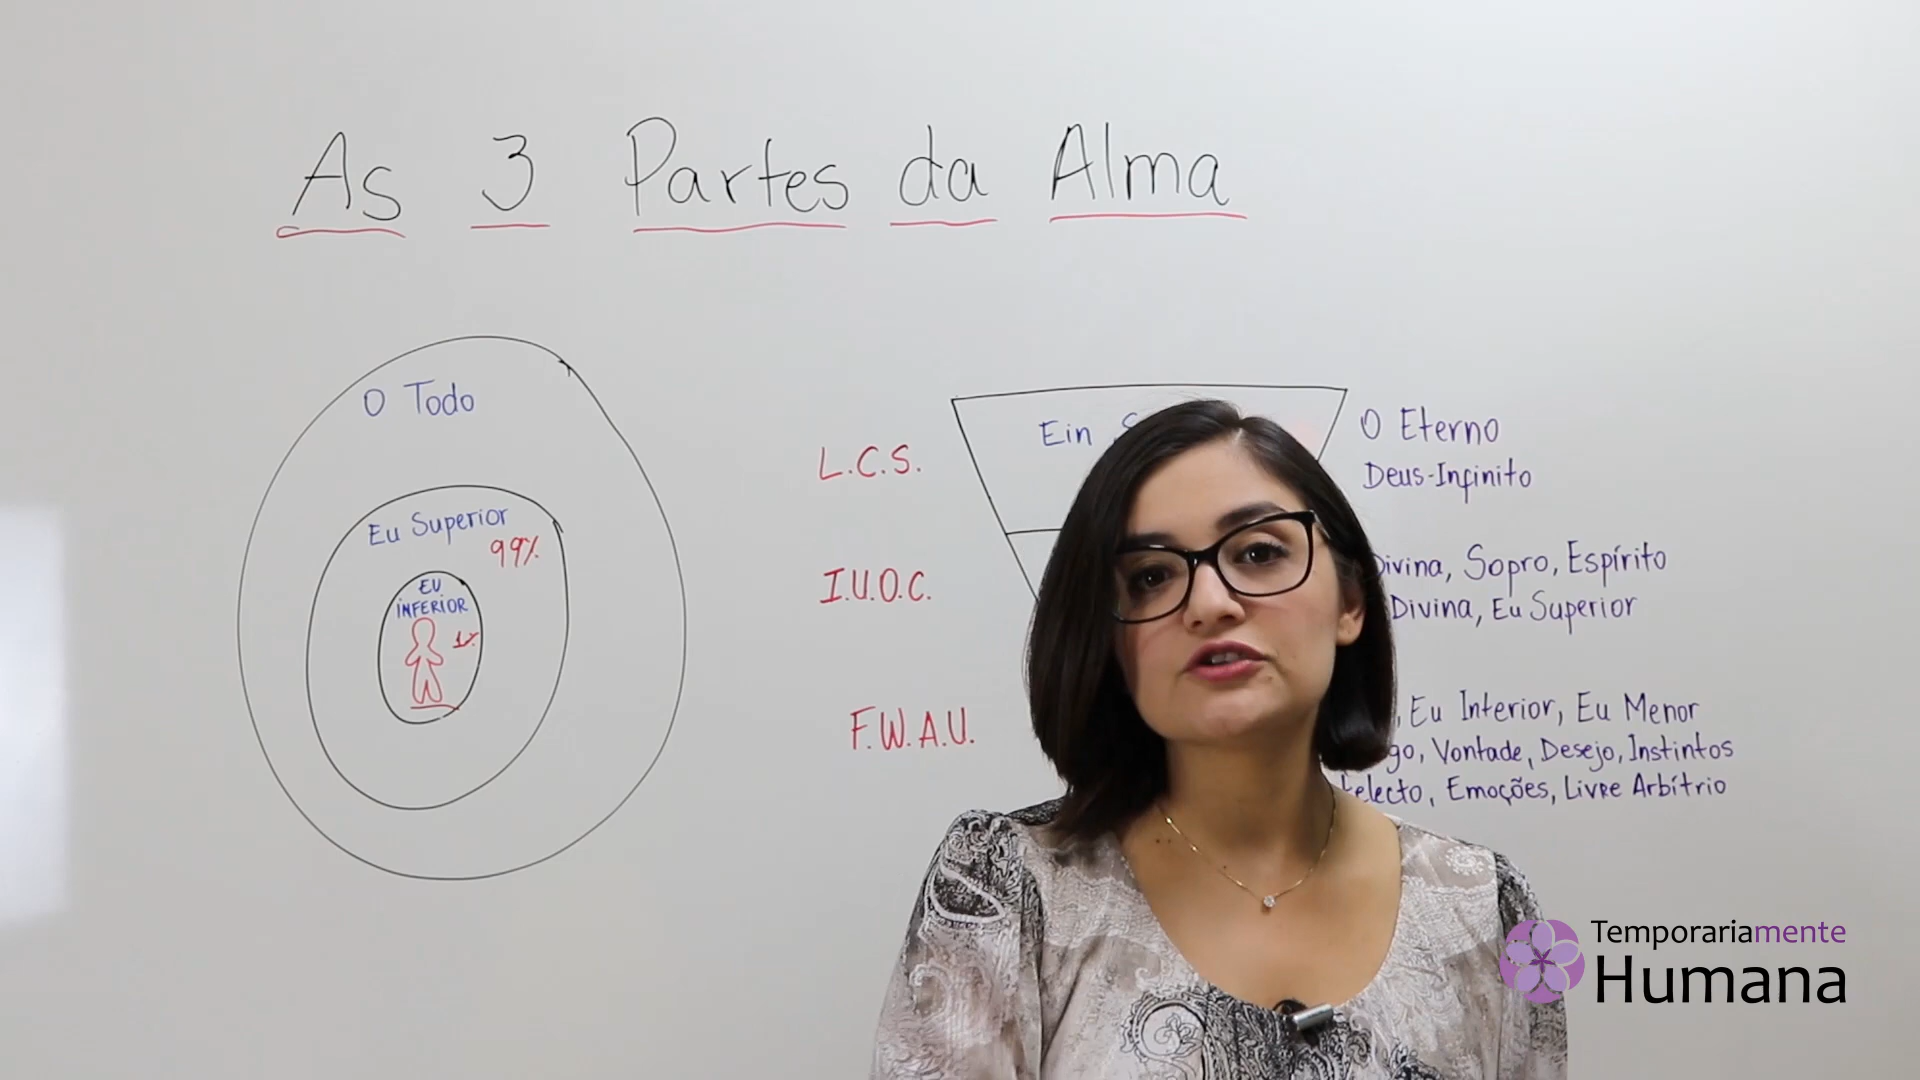 As 3 Partes da Alma
O Todo
Eu Superior
99%
EU
INFERIOR
1%
L.C.S.
Ein
O Eterno
Deus-Infinito
I.U.O.C.
Sopro, Espírito
Divina, Eu Superior
F.W.A.U.
Eu Interior, Eu Menor
Vontade, Desejo, Instintos
Emoções, Livre Arbítrio
Temporariamente
Humana